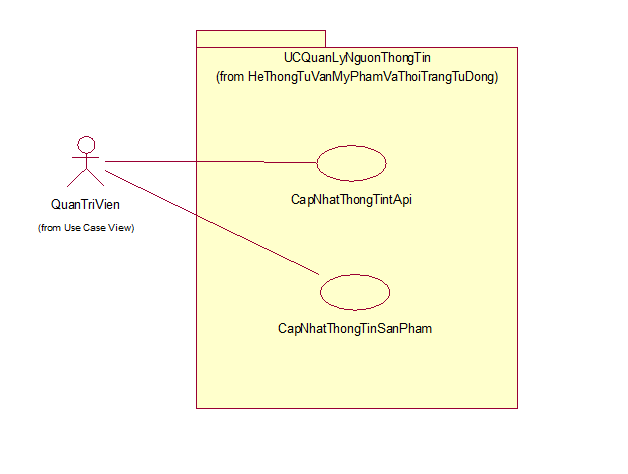 UCQuanLyNguonThongTin
(from HeThongTuVanMyPhamVaThoiTrangTuDong)
CapNhatThongTintApi
QuanTriVien
(from Use Case View)
CapNhatThongTinSanPham